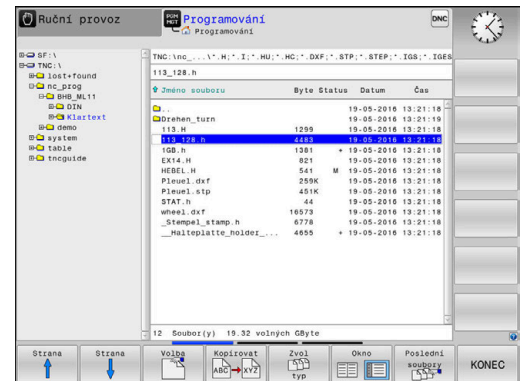 Ruční provoz
PGM MGT
Programování
Programování
DNC
SF:\
TNC:\
lost+found
nc_prog
BHB_ML11
DIN
Klartext
demo
system
table
tncguide
TNC:\nc_...\*.H;*.I;*.HU;*.HC;*.DXF;*.STP;*.STEP;*.IGS;*.IGES
113_128.h
Jméno souboru Byte Status Datum Čas
.. 19-05-2016 13:21:18
Drehen_turn 19-05-2016 13:21:19
113.H 1299 19-05-2016 13:21:18
113_128.h 4483 19-05-2016 13:21:18
1GB.h 1381 + 19-05-2016 13:21:18
EX14.H 821 19-05-2016 13:21:18
HEBEL.H 541 M 19-05-2016 13:21:18
Pleuel.dxf 259K 19-05-2016 13:21:18
Pleuel.stp 451K 19-05-2016 13:21:18
STAT.h 44 19-05-2016 13:21:18
wheel.dxf 16573 19-05-2016 13:21:18
_Stempel_stamp.h 6778 19-05-2016 13:21:18
__Halteplatte_holder_... 4655 + 19-05-2016 13:21:18
12 Soubor(y) 19.32 volných GByte
Strana
Strana
Volba
Kopírovat
ABC XYZ
Zvol
typ
Okno
Poslední
soubory
KONEC